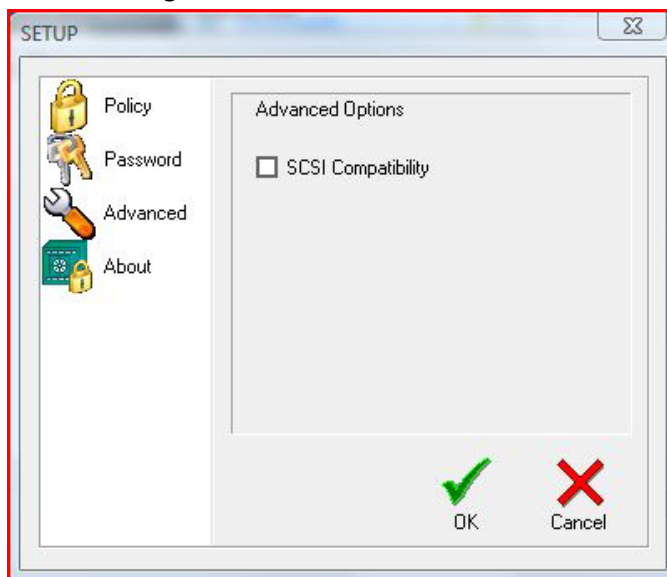 SETUP
Policy
Password
Advanced
About
Advanced Options
SCSI Compatibility
OK
Cancel